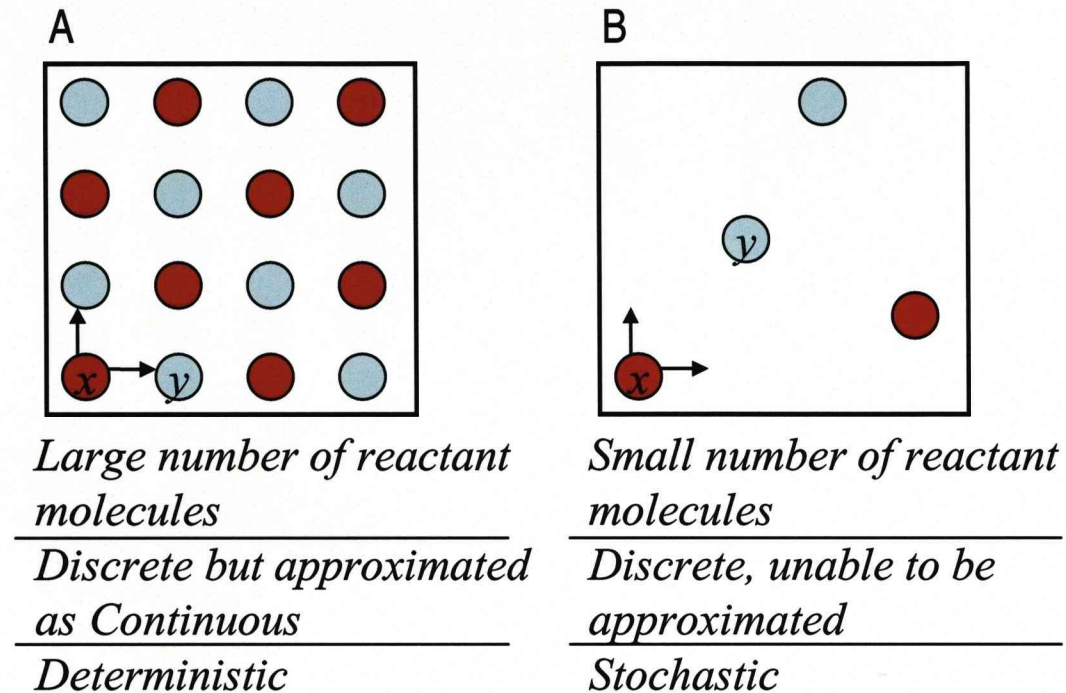 A
B
x
y
y
x
Large number of reactant
molecules
Discrete but approximated
as Continuous
Deterministic
Small number of reactant
molecules
Discrete, unable to be
approximated
Stochastic